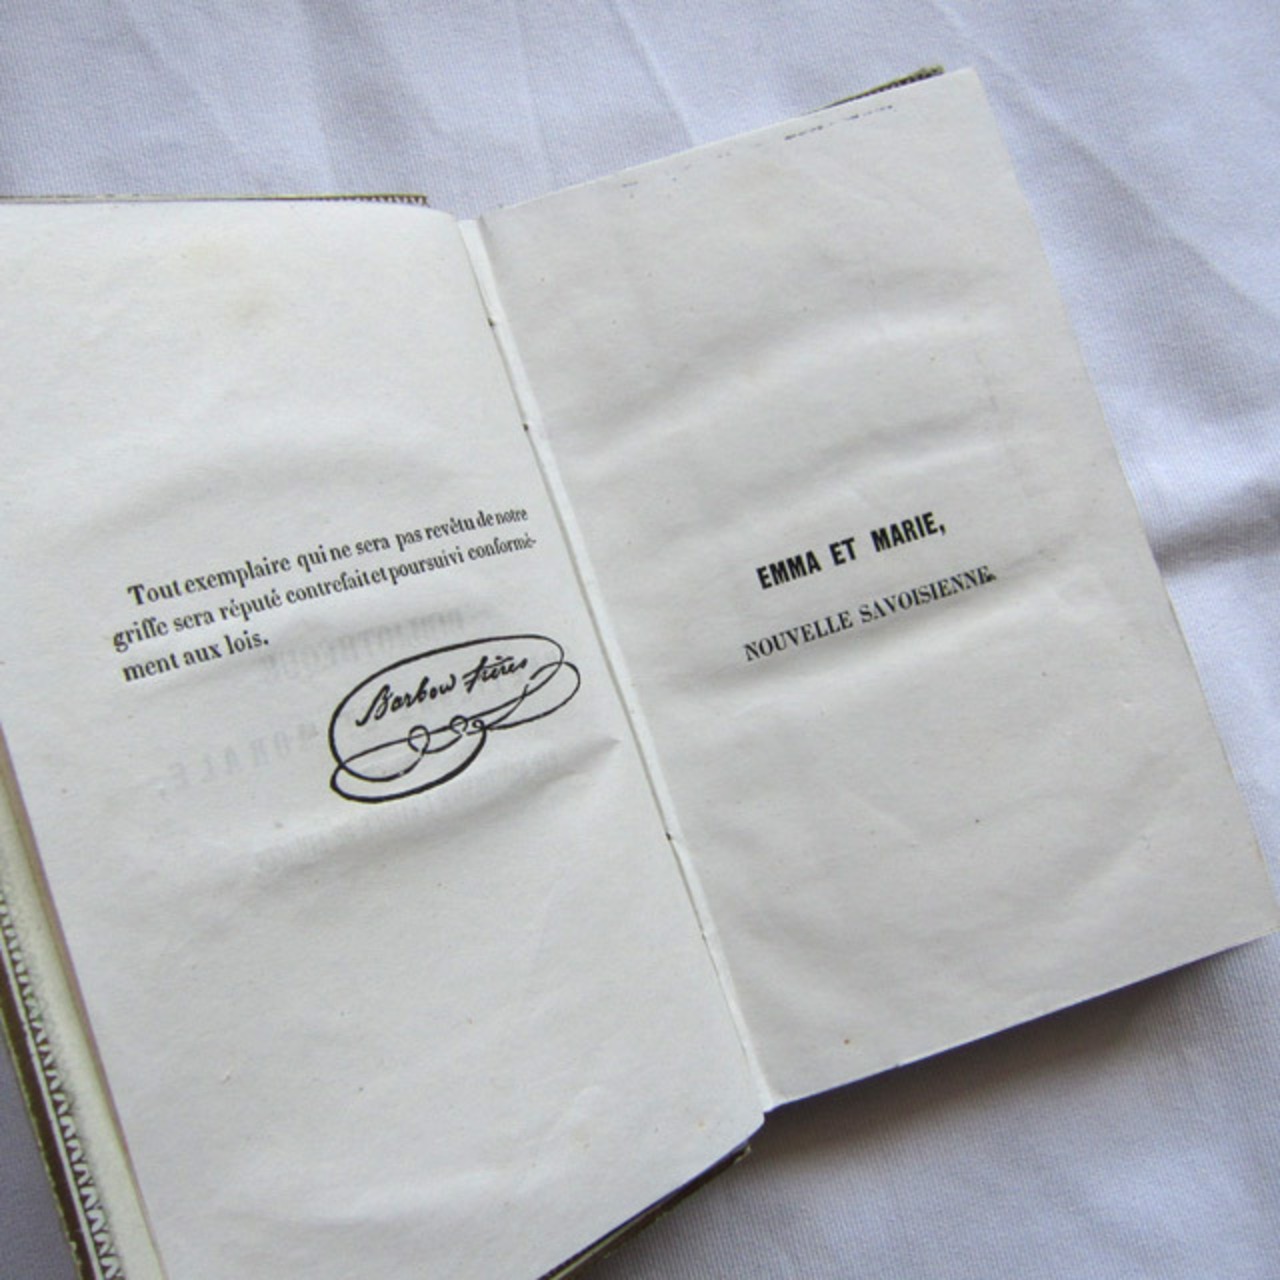 Tout exemplaire qui ne sera pas revêtu de notre
griffe sera réputé contrefait et poursuivi conformé-
ment aux lois.
Barbou Frères
EMMA ET MARIE,
NOUVELLE SAVOISIENNE.